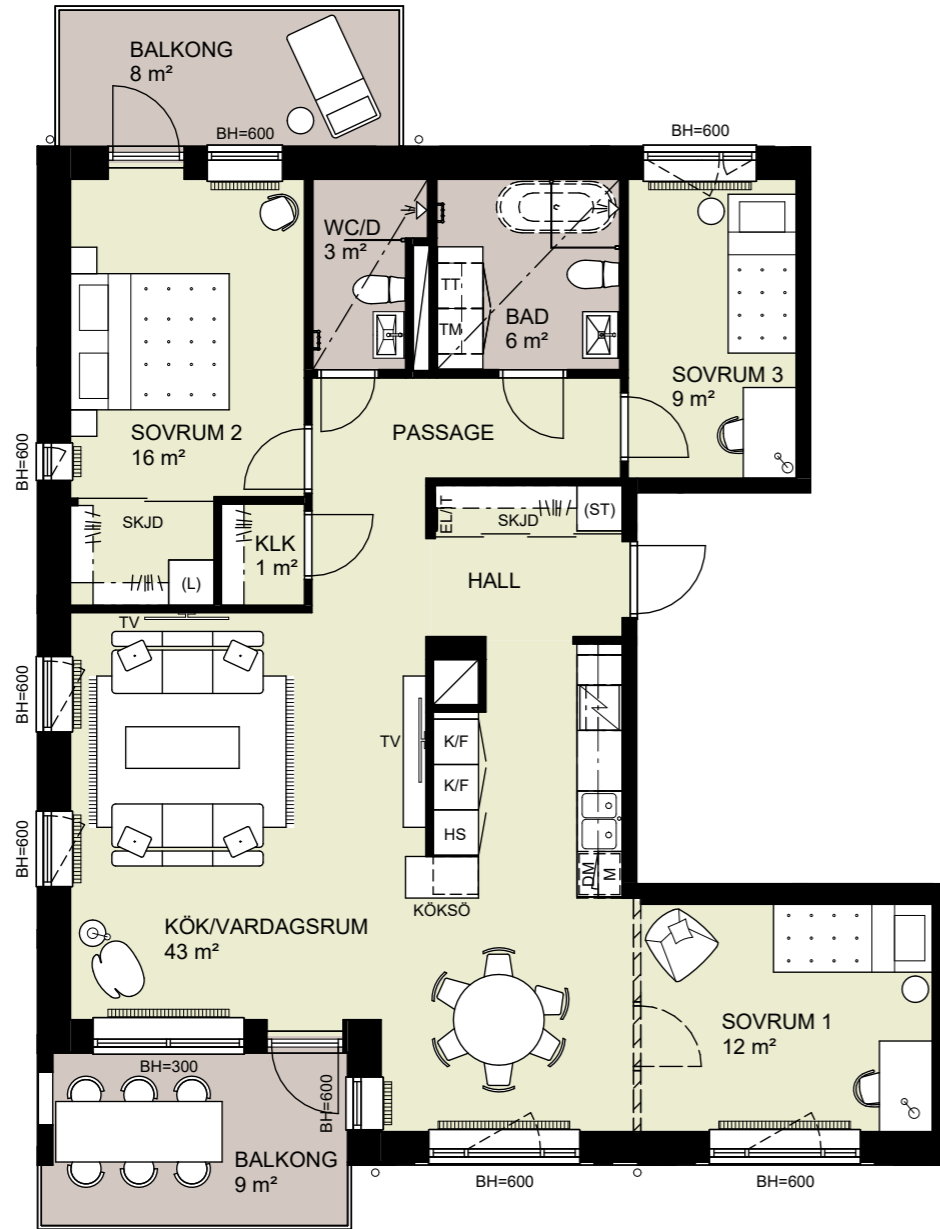 BALKONG
8 m²
BH=600
BH=600
WC/D
3 m²
TT
TM
BAD
6 m²
SOVRUM 3
9 m²
SOVRUM 2
16 m²
PASSAGE
BH=600
SKJD
KLK
1 m²
(L)
EL/IT
SKJD
(ST)
HALL
TV
BH=600
TV
K/F
K/F
HS
BH=600
DM
M
KÖKSÖ
KÖK/VARDAGSRUM
43 m²
SOVRUM 1
12 m²
BH=300
BH=600
BALKONG
9 m²
BH=600
BH=600